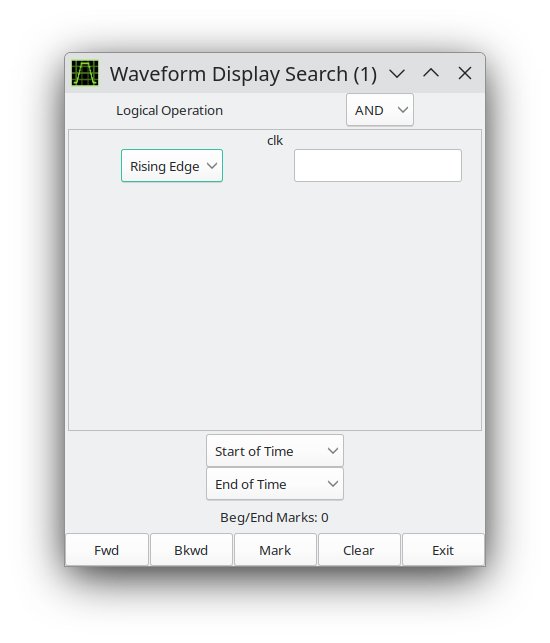 Waveform Display Search (1)
Logical Operation AND
clk
Rising Edge
Start of Time
End of Time
Beg/End Marks: 0
Fwd Bkwd Mark Clear Exit